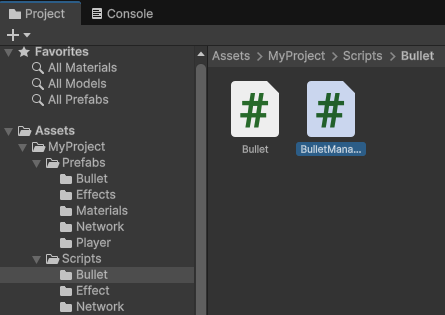 Project
Console
Favorites
All Materials
All Models
All Prefabs
Assets
MyProject
Prefabs
Bullet
Effects
Materials
Network
Player
Scripts
Bullet
Effect
Network
Assets > MyProject > Scripts > Bullet
Bullet
BulletMana...